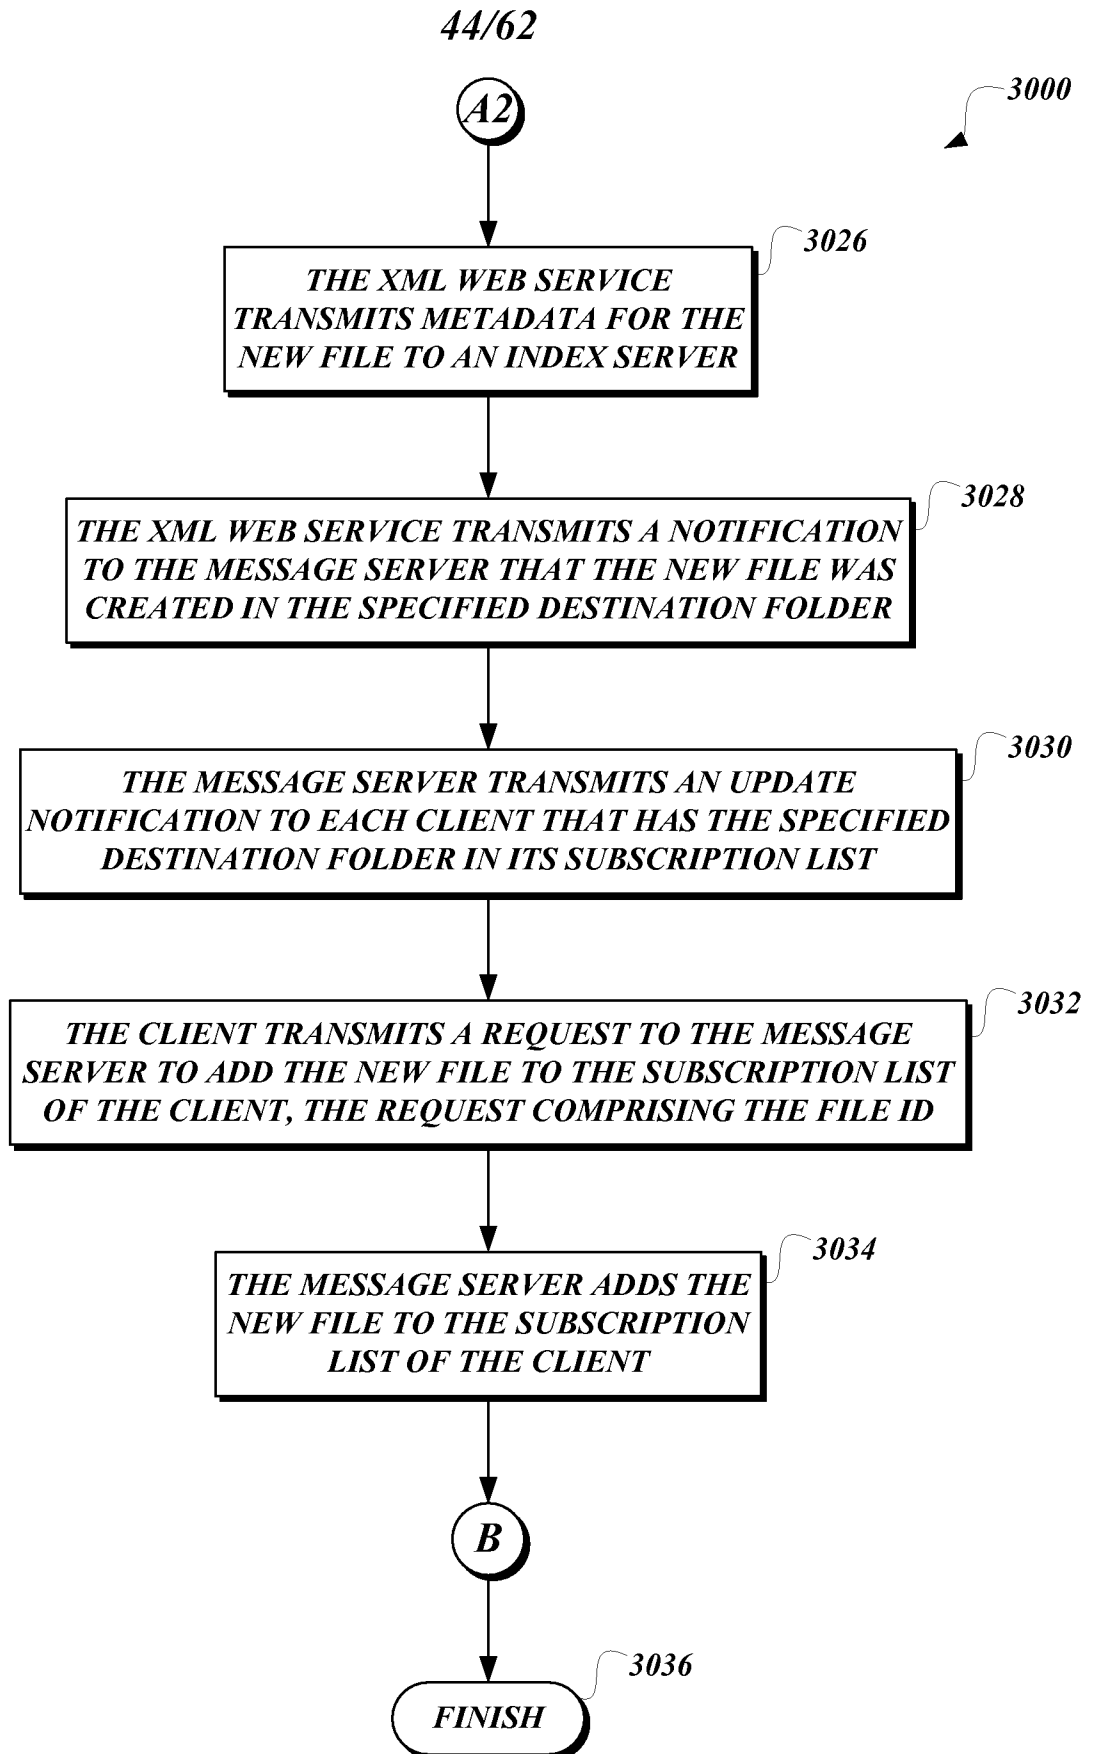 44/62
A2
3000
3026
THE XML WEB SERVICE
TRANSMITS METADATA FOR THE
NEW FILE TO AN INDEX SERVER
3028
THE XML WEB SERVICE TRANSMITS A NOTIFICATION
TO THE MESSAGE SERVER THAT THE NEW FILE WAS
CREATED IN THE SPECIFIED DESTINATION FOLDER
3030
THE MESSAGE SERVER TRANSMITS AN UPDATE
NOTIFICATION TO EACH CLIENT THAT HAS THE SPECIFIED
DESTINATION FOLDER IN ITS SUBSCRIPTION LIST
3032
THE CLIENT TRANSMITS A REQUEST TO THE MESSAGE
SERVER TO ADD THE NEW FILE TO THE SUBSCRIPTION LIST
OF THE CLIENT, THE REQUEST COMPRISING THE FILE ID
3034
THE MESSAGE SERVER ADDS THE
NEW FILE TO THE SUBSCRIPTION
LIST OF THE CLIENT
B
3036
FINISH